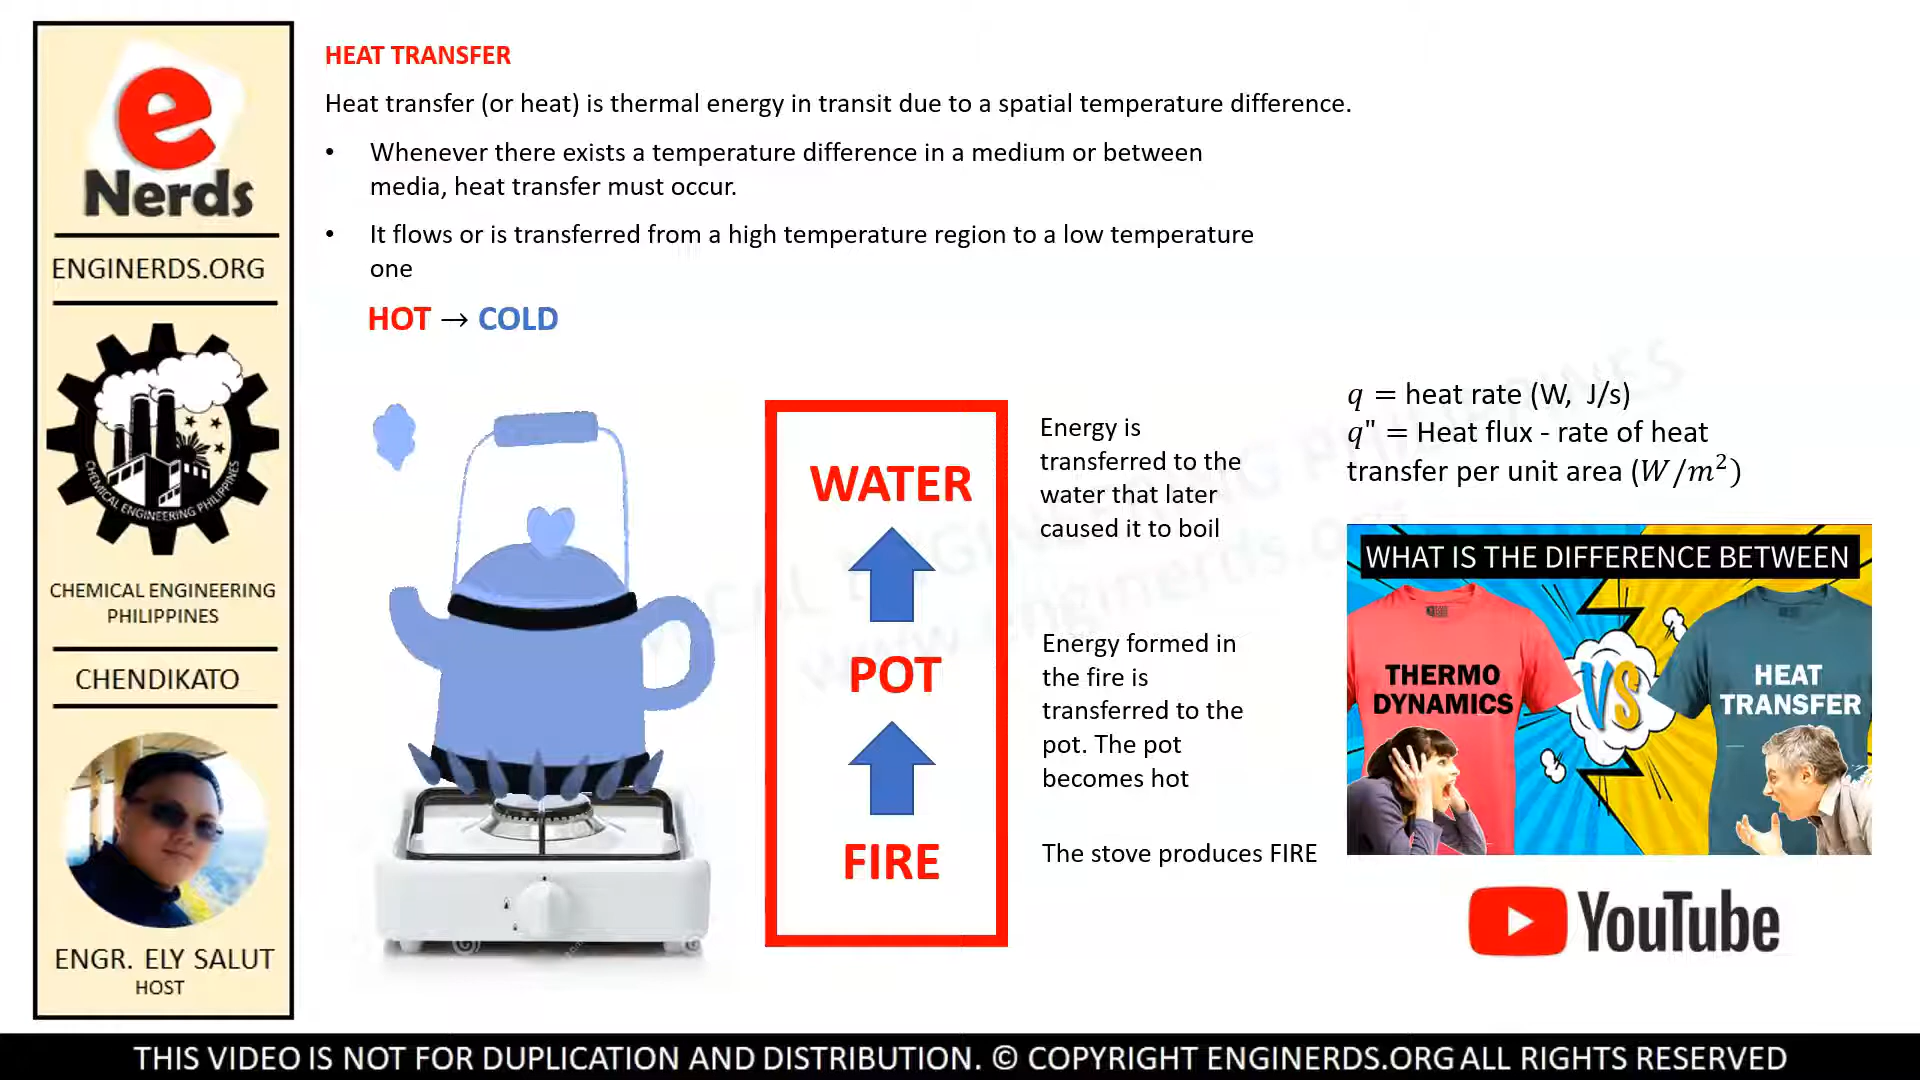 e
Nerds
ENGINERDS.ORG
CHEMICAL ENGINEERING PHILIPPINES
CHEMICAL ENGINEERING
PHILIPPINES
CHENDIKATO
ENGR. ELY SALUT
HOST
HEAT TRANSFER
Heat transfer (or heat) is thermal energy in transit due to a spatial temperature difference.
• Whenever there exists a temperature difference in a medium or between
media, heat transfer must occur.
• It flows or is transferred from a high temperature region to a low temperature
one
HOT → COLD
WATER
POT
FIRE
Energy is
transferred to the
water that later
caused it to boil
Energy formed in
the fire is
transferred to the
pot. The pot
becomes hot
The stove produces FIRE
q = heat rate (W, J/s)
q" = Heat flux - rate of heat
transfer per unit area (W/m²)
WHAT IS THE DIFFERENCE BETWEEN
THERMO
DYNAMICS
VS
HEAT
TRANSFER
YouTube
THIS VIDEO IS NOT FOR DUPLICATION AND DISTRIBUTION. © COPYRIGHT ENGINERDS.ORG ALL RIGHTS RESERVED